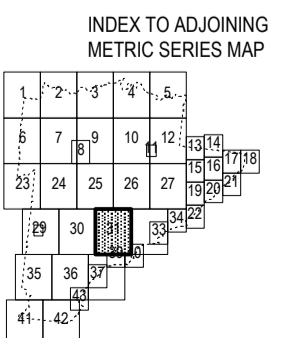 INDEX TO ADJOINING
METRIC SERIES MAP
1 2 3 4 5
6 7 8 9 10 11 12 13 14
15 16 17 18
23 24 25 26 27 19 20 21
29 30 31 33 34 22
39 40
35 36 37
43
41 42